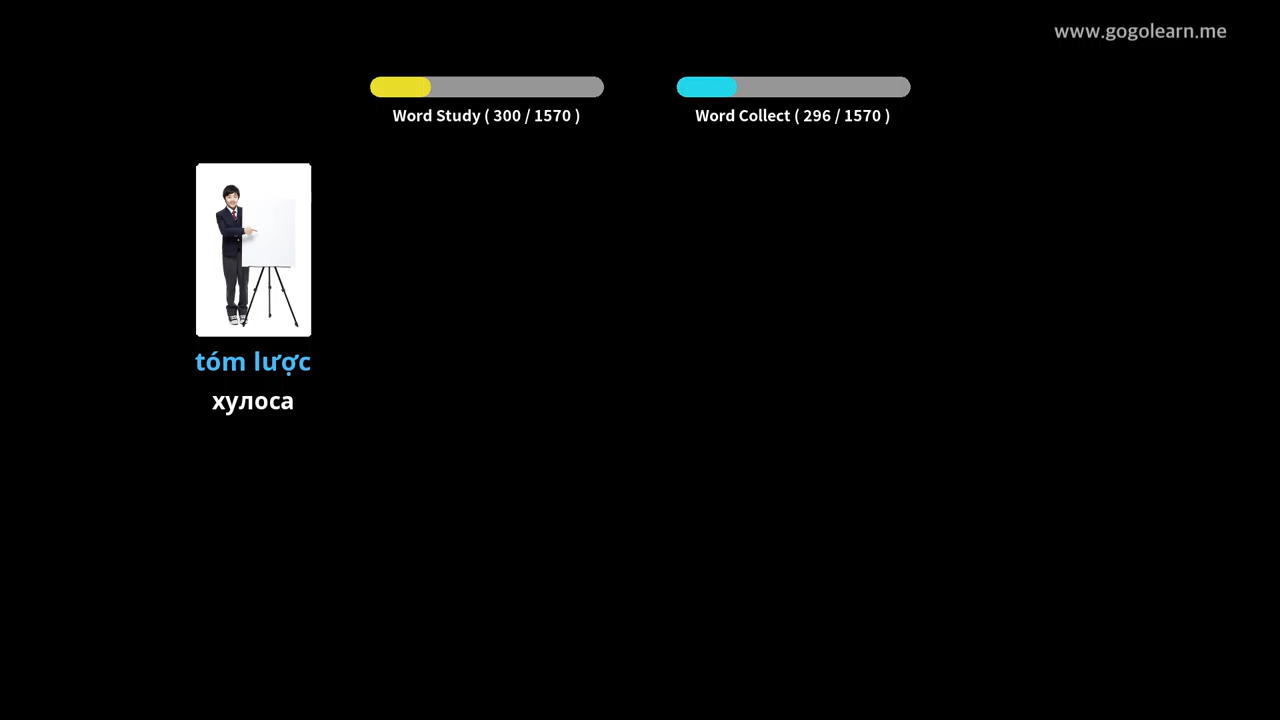 www.gogolearn.me
Word Study ( 300 / 1570 )
Word Collect ( 296 / 1570 )
tóm lược
хулоса